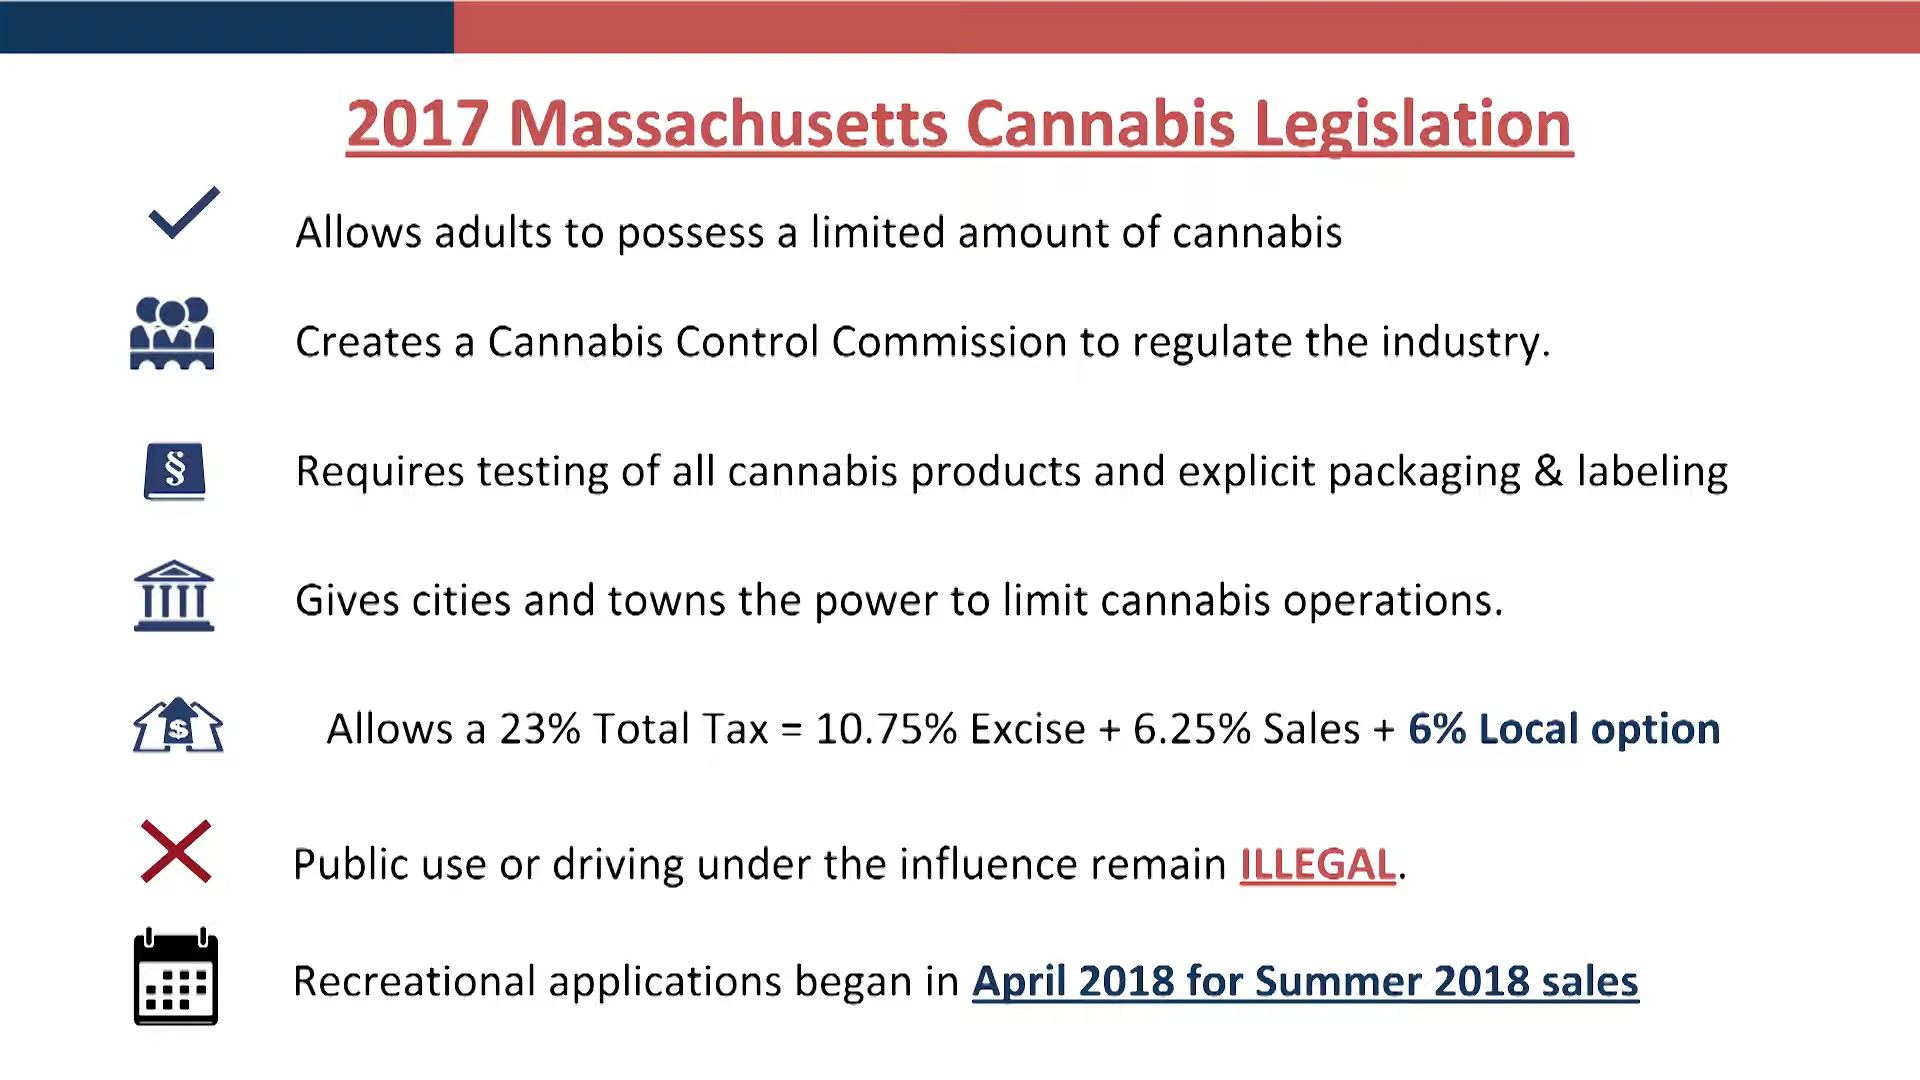 2017 Massachusetts Cannabis Legislation
Allows adults to possess a limited amount of cannabis
Creates a Cannabis Control Commission to regulate the industry.
§
Requires testing of all cannabis products and explicit packaging & labeling
Gives cities and towns the power to limit cannabis operations.
$
Allows a 23% Total Tax = 10.75% Excise + 6.25% Sales + 6% Local option
Public use or driving under the influence remain ILLEGAL.
Recreational applications began in April 2018 for Summer 2018 sales